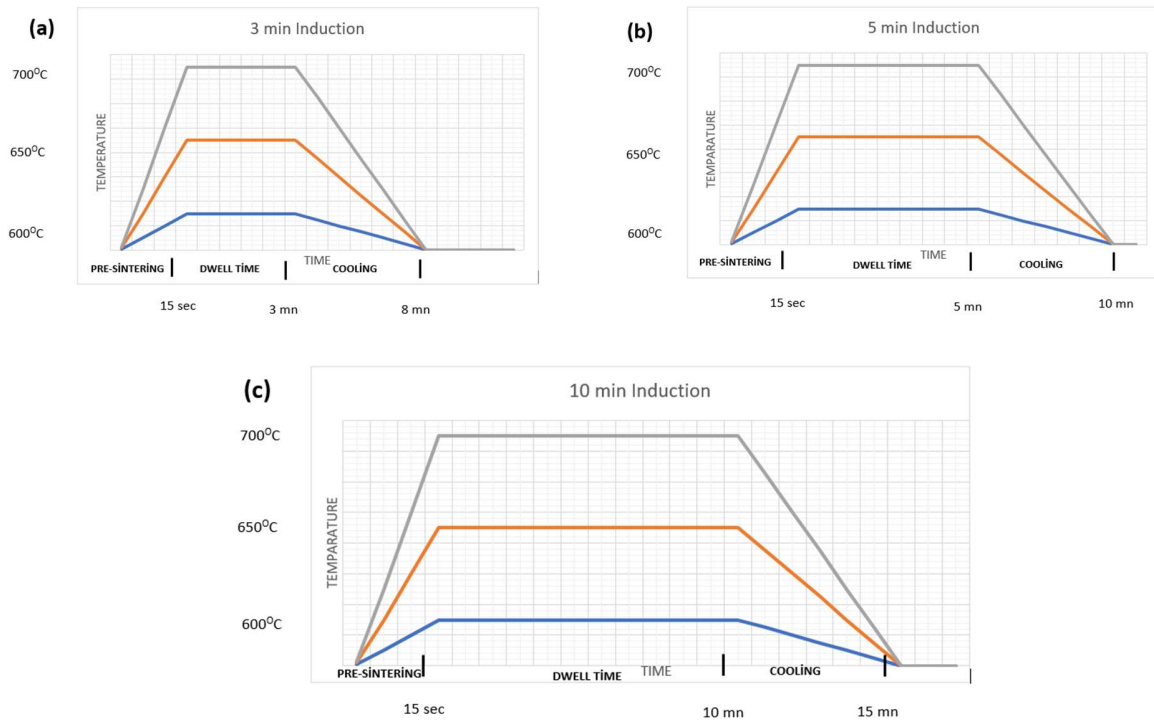 (a)
3 min Induction
700⁰C
650⁰C
600⁰C
TEMPERATURE
TIME
PRE-SİNTERİNG
DWELL TİME
COOLİNG
15 sec
3 mn
8 mn
(b)
5 min Induction
700⁰C
650⁰C
600⁰C
TEMPARATURE
TIME
PRE-SİNTERİNG
DWELL TİME
COOLİNG
15 sec
5 mn
10 mn
(c)
10 min Induction
700⁰C
650⁰C
600⁰C
TEMPARATURE
TIME
PRE-SİNTERİNG
DWELL TİME
COOLİNG
15 sec
10 mn
15 mn